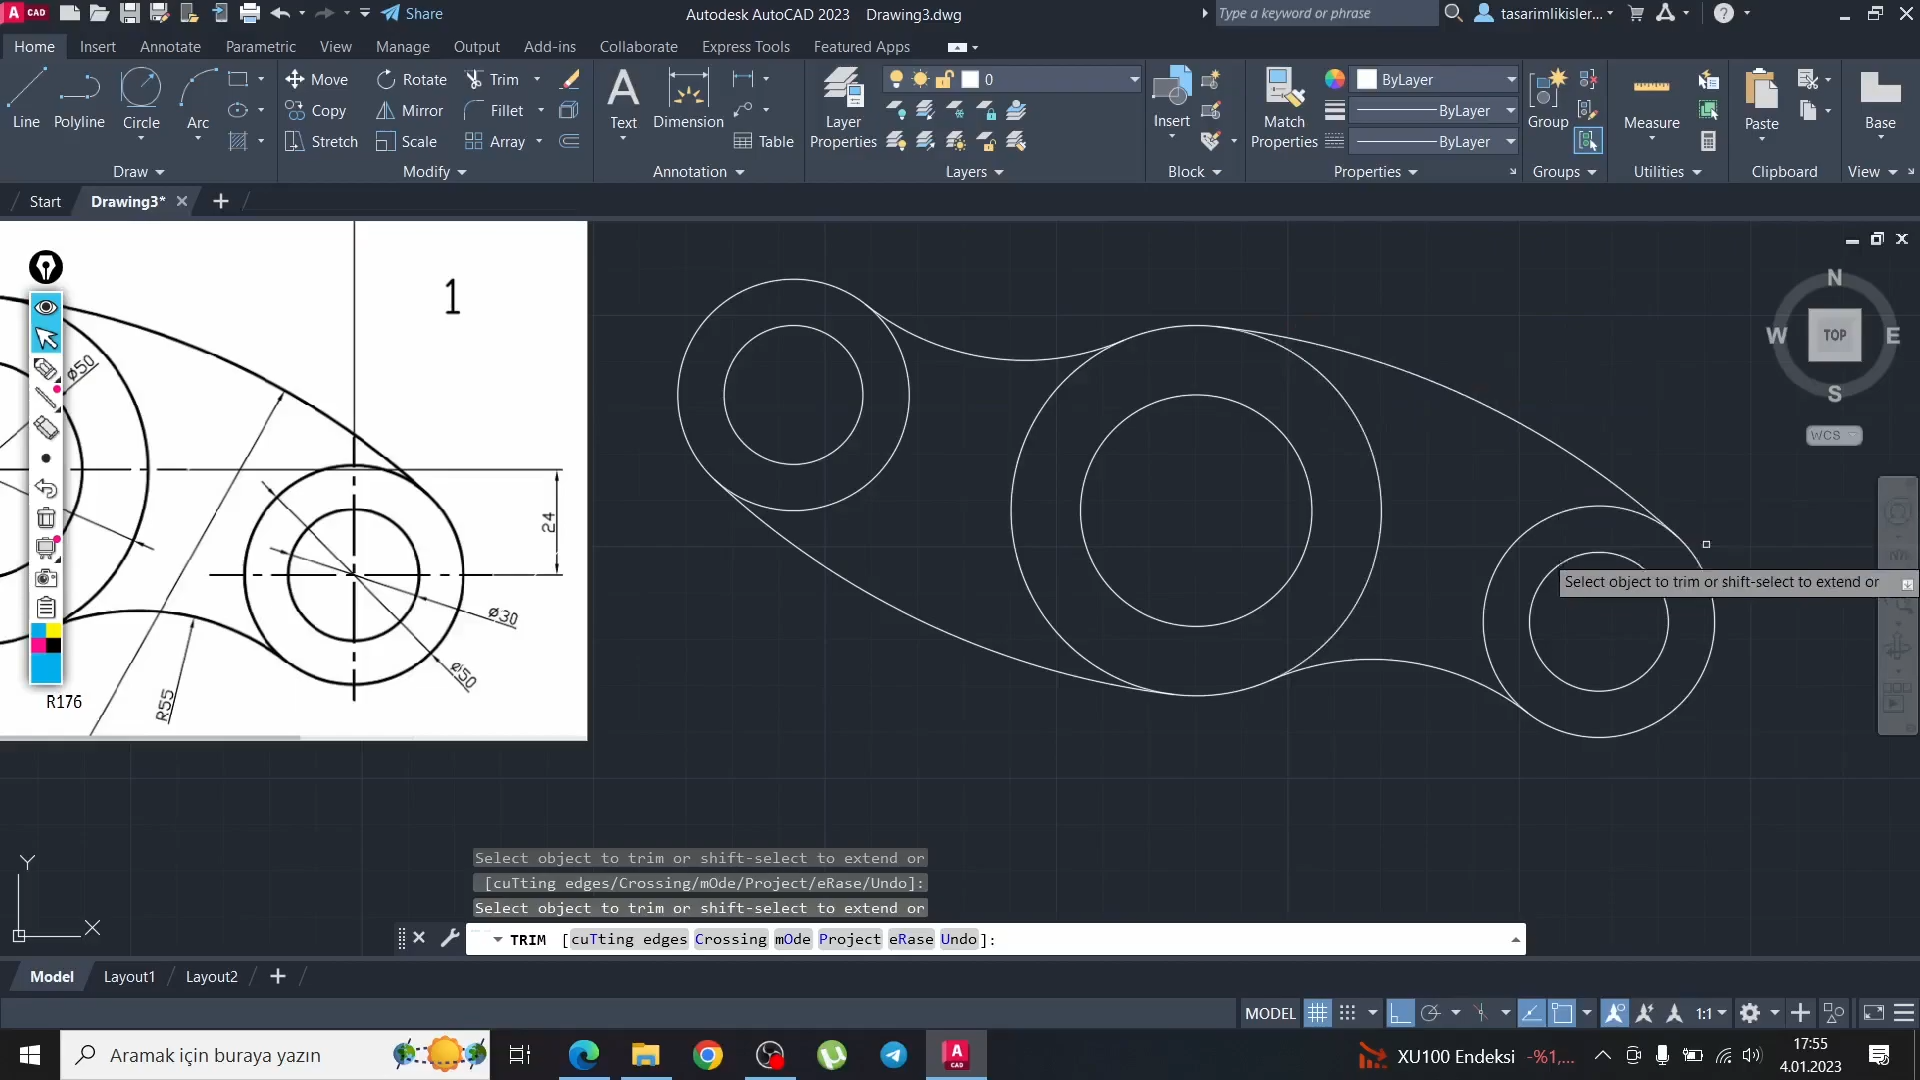 A CAD
Share
Autodesk AutoCAD 2023 Drawing3.dwg
Type a keyword or phrase
tasarimlikisler...
Home Insert Annotate Parametric View Manage Output Add-ins Collaborate Express Tools Featured Apps
Line Polyline Circle Arc
Move Rotate Trim
Copy Mirror Fillet
Stretch Scale Array
Text Dimension Table
Layer Properties
0
Insert
Match Properties
ByLayer
ByLayer
ByLayer
Group
Measure
Paste
Base
Draw Modify Annotation Layers Block Properties Groups Utilities Clipboard View
Start Drawing3*
1
ø50
24
ø30
ø50
R55
R176
N
W TOP E
S
WCS
Select object to trim or shift-select to extend or
Y
X
Select object to trim or shift-select to extend or
[cuTting edges/Crossing/mOde/Project/eRase/Undo]:
Select object to trim or shift-select to extend or
TRIM [cuTting edges Crossing mOde Project eRase Undo]:
Model Layout1 Layout2
MODEL 1:1
Aramak için buraya yazın
A CAD
XU100 Endeksi -%1,...
17:55
4.01.2023